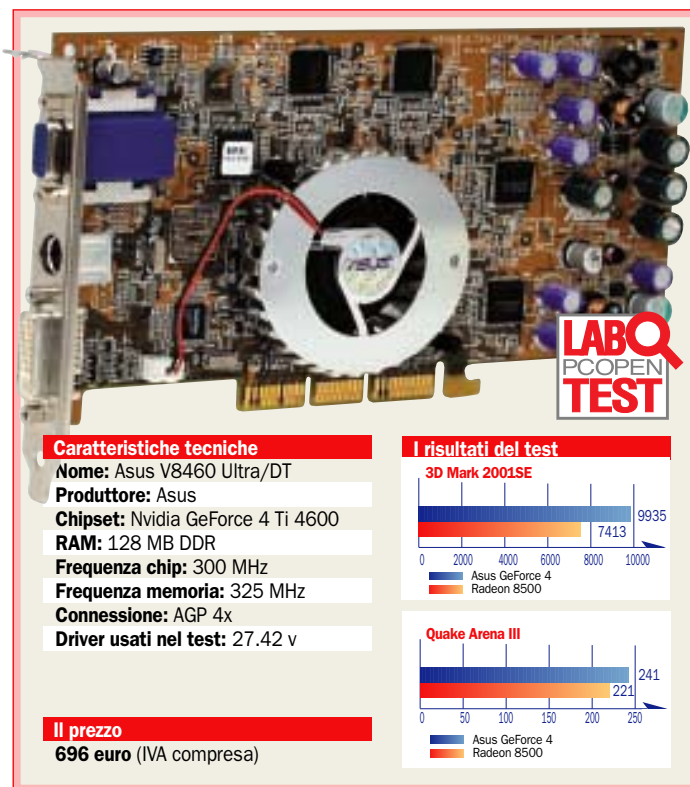 ASUS
LAB
PCOPEN
TEST
Caratteristiche tecniche
Nome: Asus V8460 Ultra/DT
Produttore: Asus
Chipset: Nvidia GeForce 4 Ti 4600
RAM: 128 MB DDR
Frequenza chip: 300 MHz
Frequenza memoria: 325 MHz
Connessione: AGP 4x
Driver usati nel test: 27.42 v
Il prezzo
696 euro (IVA compresa)
I risultati del test
3D Mark 2001SE
9935
7413
0 2000 4000 6000 8000 10000
Asus GeForce 4
Radeon 8500
Quake Arena III
241
221
0 50 100 150 200 250
Asus GeForce 4
Radeon 8500